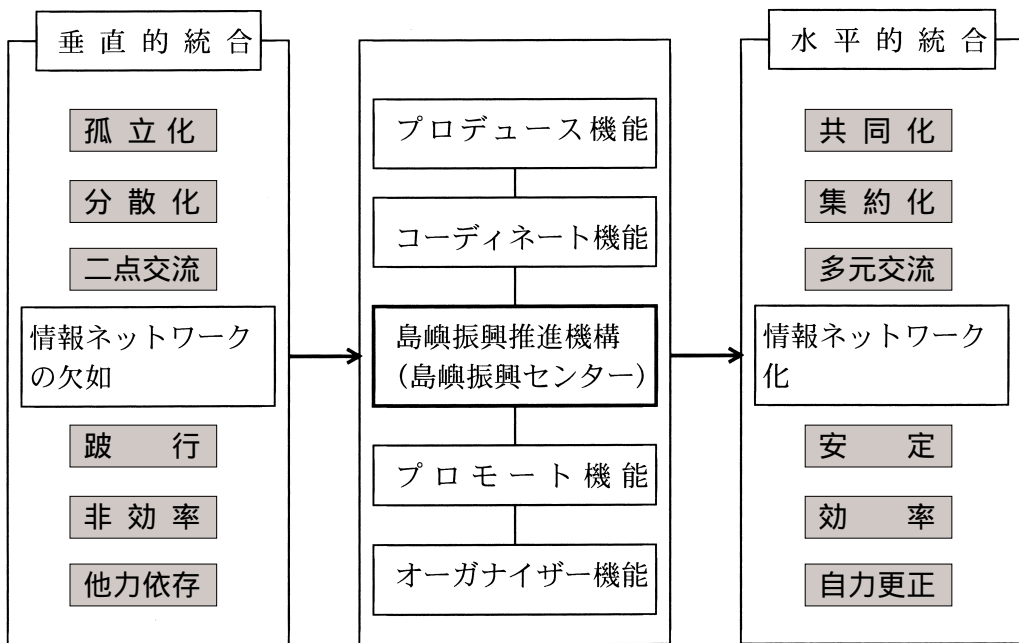 垂直的統合
孤立化
分散化
二点交流
情報ネットワーク
の欠如
跛行
非効率
他力依存
プロデュース機能
コーディネート機能
島嶼振興推進機構
（島嶼振興センター）
プロモート機能
オーガナイザー機能
水平的統合
共同化
集約化
多元交流
情報ネットワーク
化
安定
効率
自力更正